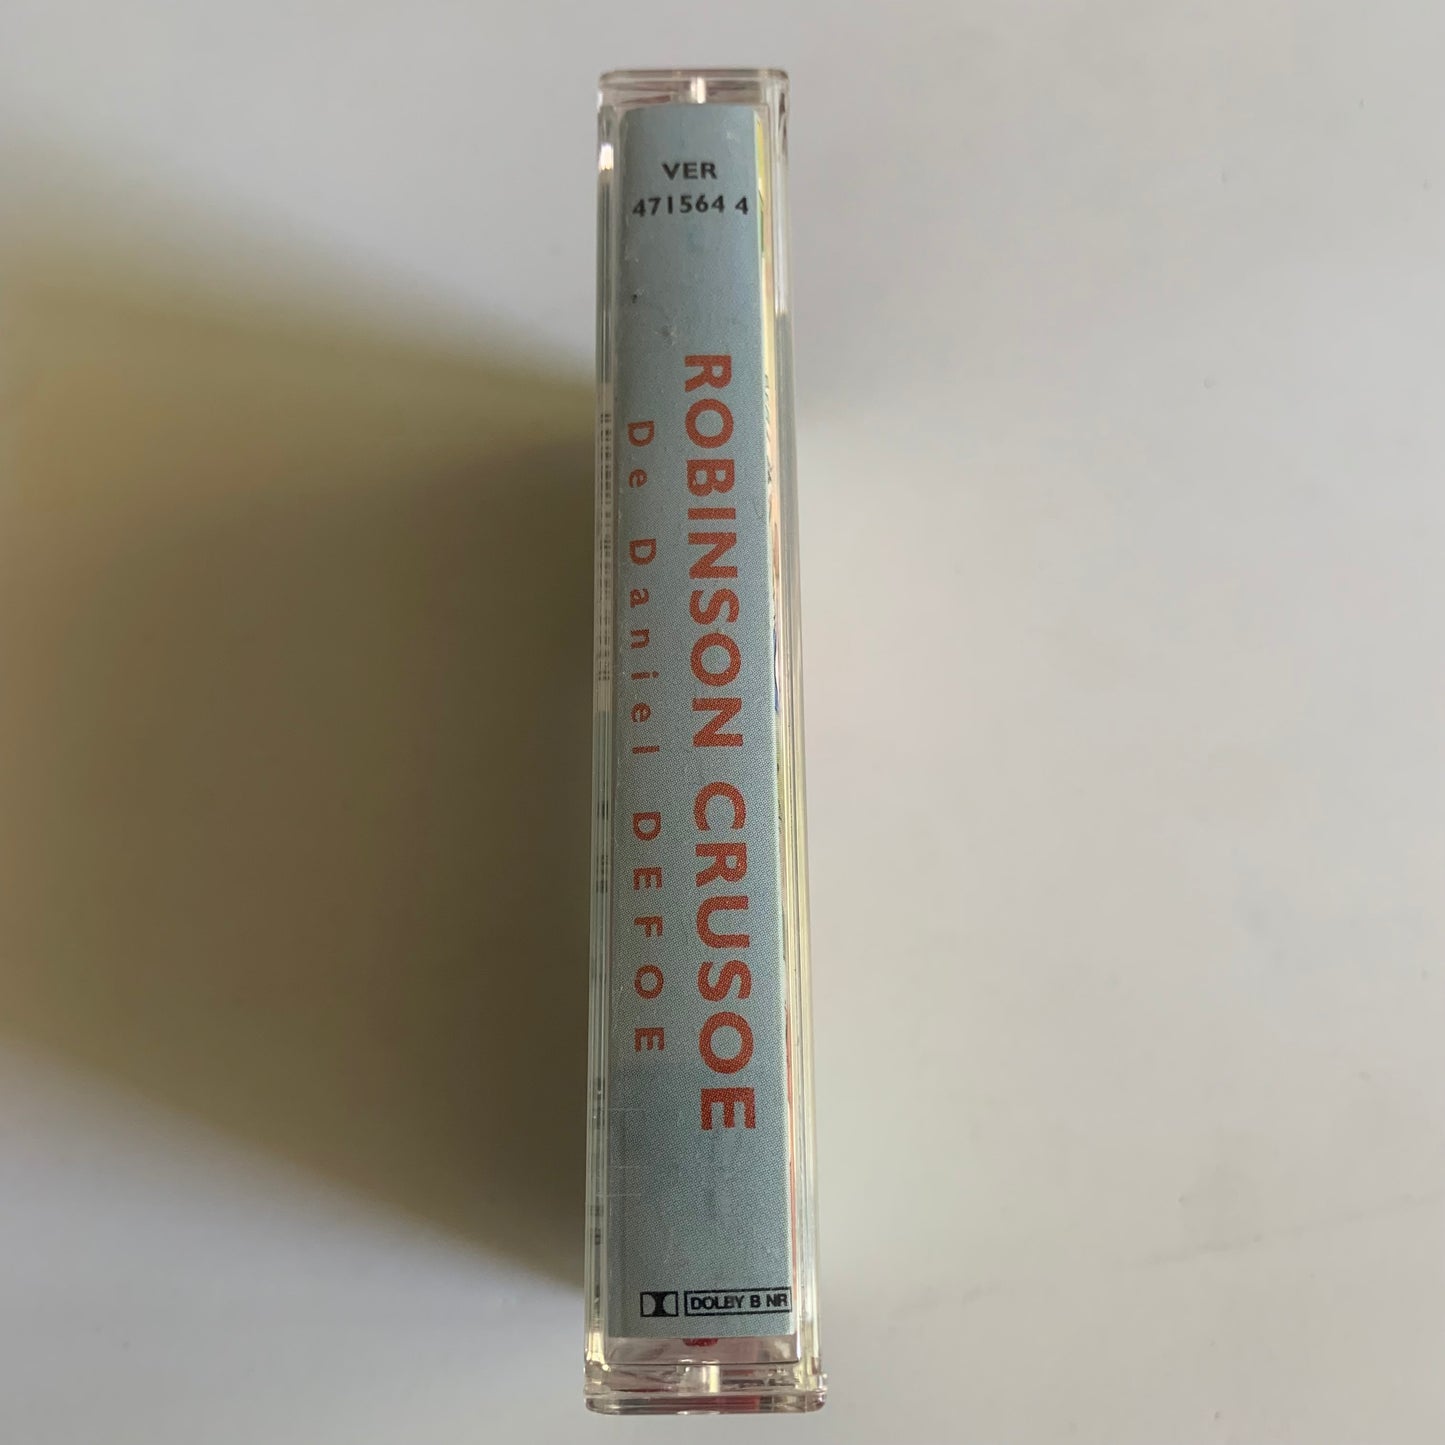 VER
471564 4
ROBINSON CRUSOE
De Daniel DEFOE
DOLBY B NR